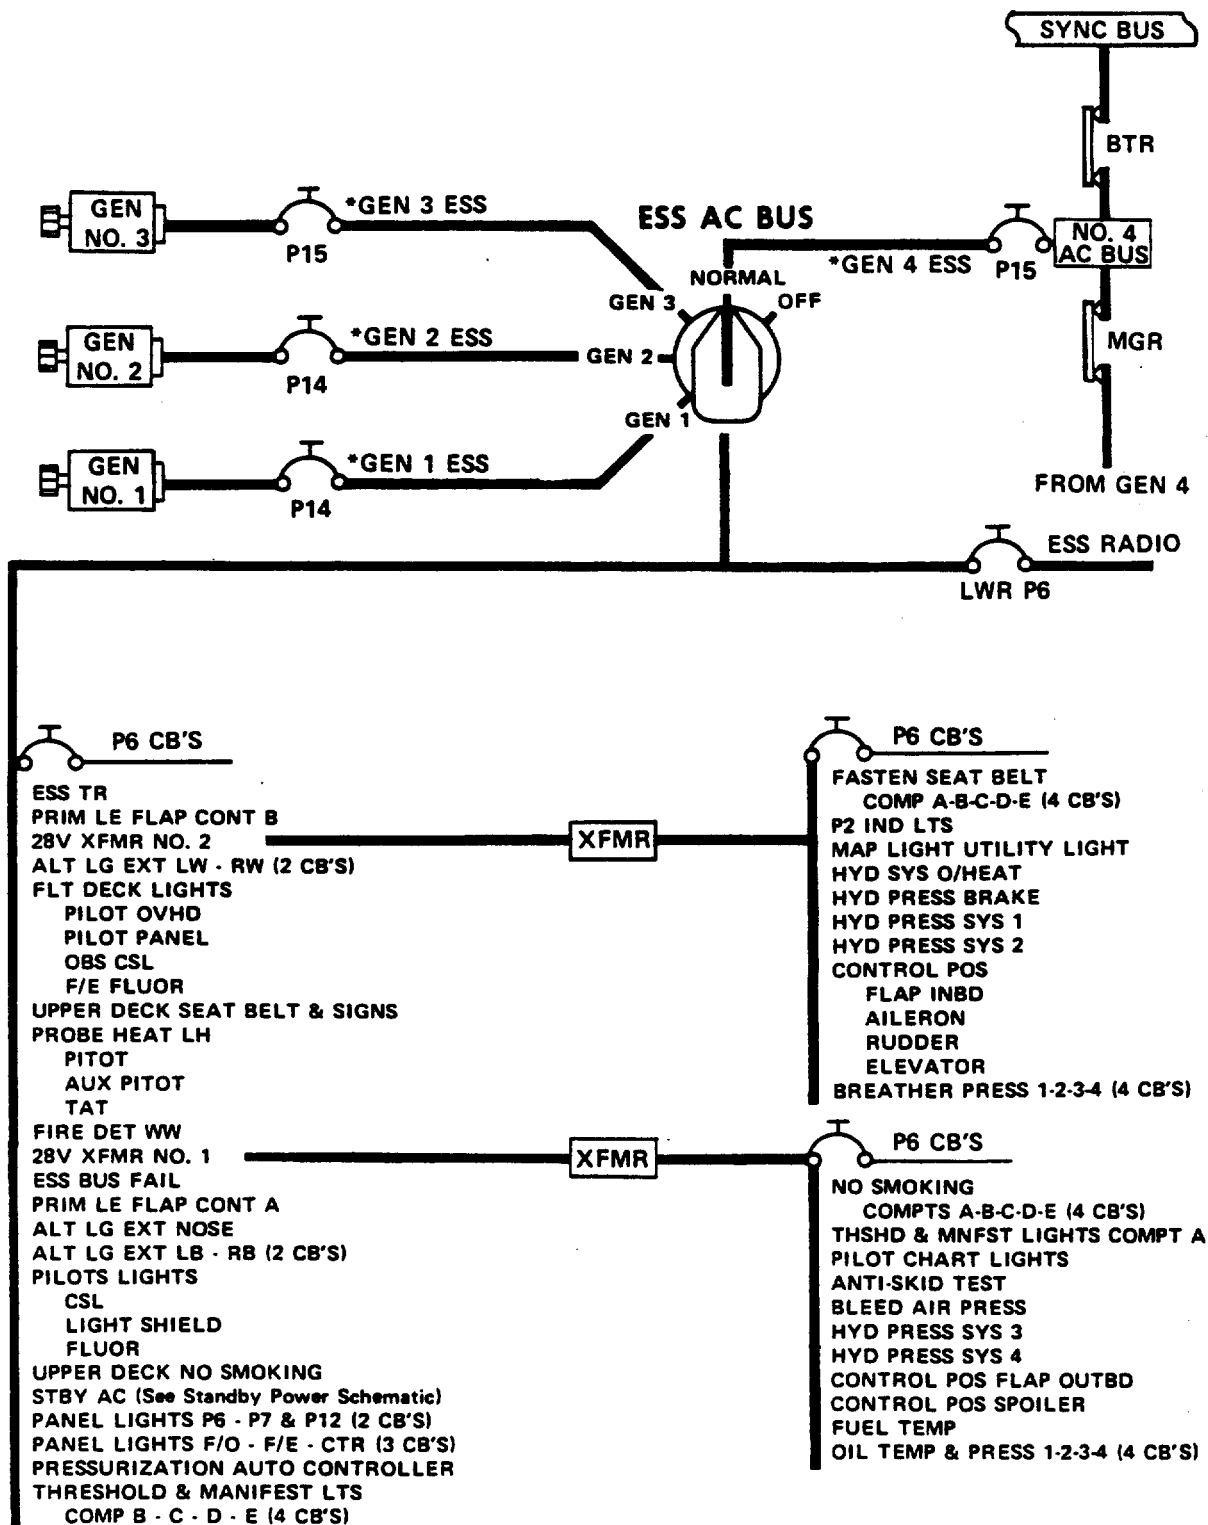 SYNC BUS
BTR
GEN
NO. 3
*GEN 3 ESS
P15
ESS AC BUS
*GEN 4 ESS
P15
NO. 4
AC BUS
NORMAL
GEN 3
OFF
GEN
NO. 2
*GEN 2 ESS
P14
GEN 2
MGR
GEN 1
GEN
NO. 1
*GEN 1 ESS
P14
FROM GEN 4
ESS RADIO
LWR P6
P6 CB'S
ESS TR
PRIM LE FLAP CONT B
28V XFMR NO. 2
ALT LG EXT LW - RW (2 CB'S)
FLT DECK LIGHTS
PILOT OVHD
PILOT PANEL
OBS CSL
F/E FLUOR
UPPER DECK SEAT BELT & SIGNS
PROBE HEAT LH
PITOT
AUX PITOT
TAT
FIRE DET WW
28V XFMR NO. 1
ESS BUS FAIL
PRIM LE FLAP CONT A
ALT LG EXT NOSE
ALT LG EXT LB - RB (2 CB'S)
PILOTS LIGHTS
CSL
LIGHT SHIELD
FLUOR
UPPER DECK NO SMOKING
STBY AC (See Standby Power Schematic)
PANEL LIGHTS P6 - P7 & P12 (2 CB'S)
PANEL LIGHTS F/O - F/E - CTR (3 CB'S)
PRESSURIZATION AUTO CONTROLLER
THRESHOLD & MANIFEST LTS
COMP B - C - D - E (4 CB'S)
XFMR
P6 CB'S
FASTEN SEAT BELT
COMP A-B-C-D-E (4 CB'S)
P2 IND LTS
MAP LIGHT UTILITY LIGHT
HYD SYS O/HEAT
HYD PRESS BRAKE
HYD PRESS SYS 1
HYD PRESS SYS 2
CONTROL POS
FLAP INBD
AILERON
RUDDER
ELEVATOR
BREATHER PRESS 1-2-3-4 (4 CB'S)
XFMR
P6 CB'S
NO SMOKING
COMPTS A-B-C-D-E (4 CB'S)
THSHD & MNFST LIGHTS COMPT A
PILOT CHART LIGHTS
ANTI-SKID TEST
BLEED AIR PRESS
HYD PRESS SYS 3
HYD PRESS SYS 4
CONTROL POS FLAP OUTBD
CONTROL POS SPOILER
FUEL TEMP
OIL TEMP & PRESS 1-2-3-4 (4 CB'S)